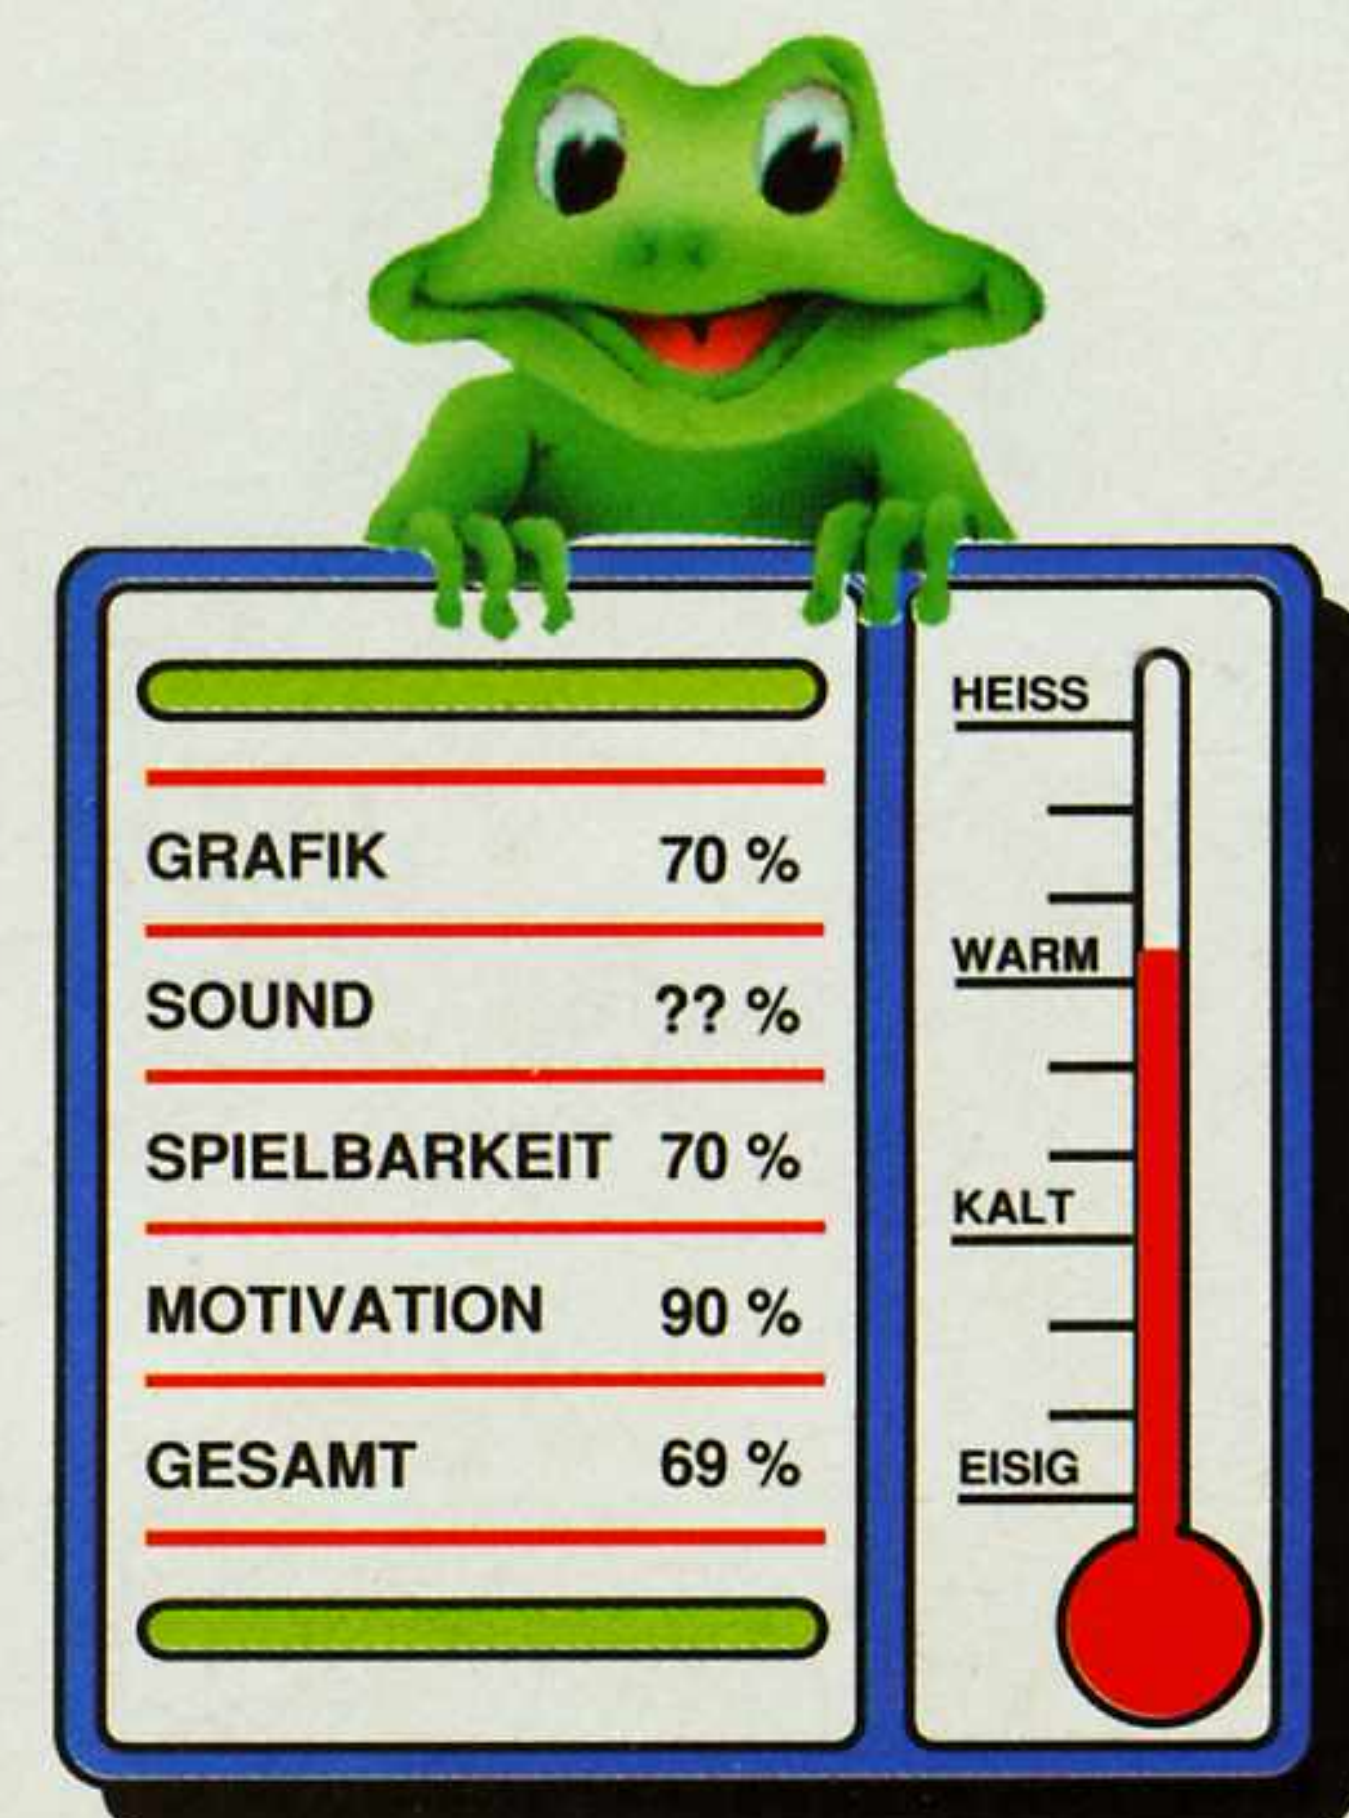 GRAFIK 70 %
SOUND ?? %
SPIELBARKEIT 70 %
MOTIVATION 90 %
GESAMT 69 %
HEISS
WARM
KALT
EISIG